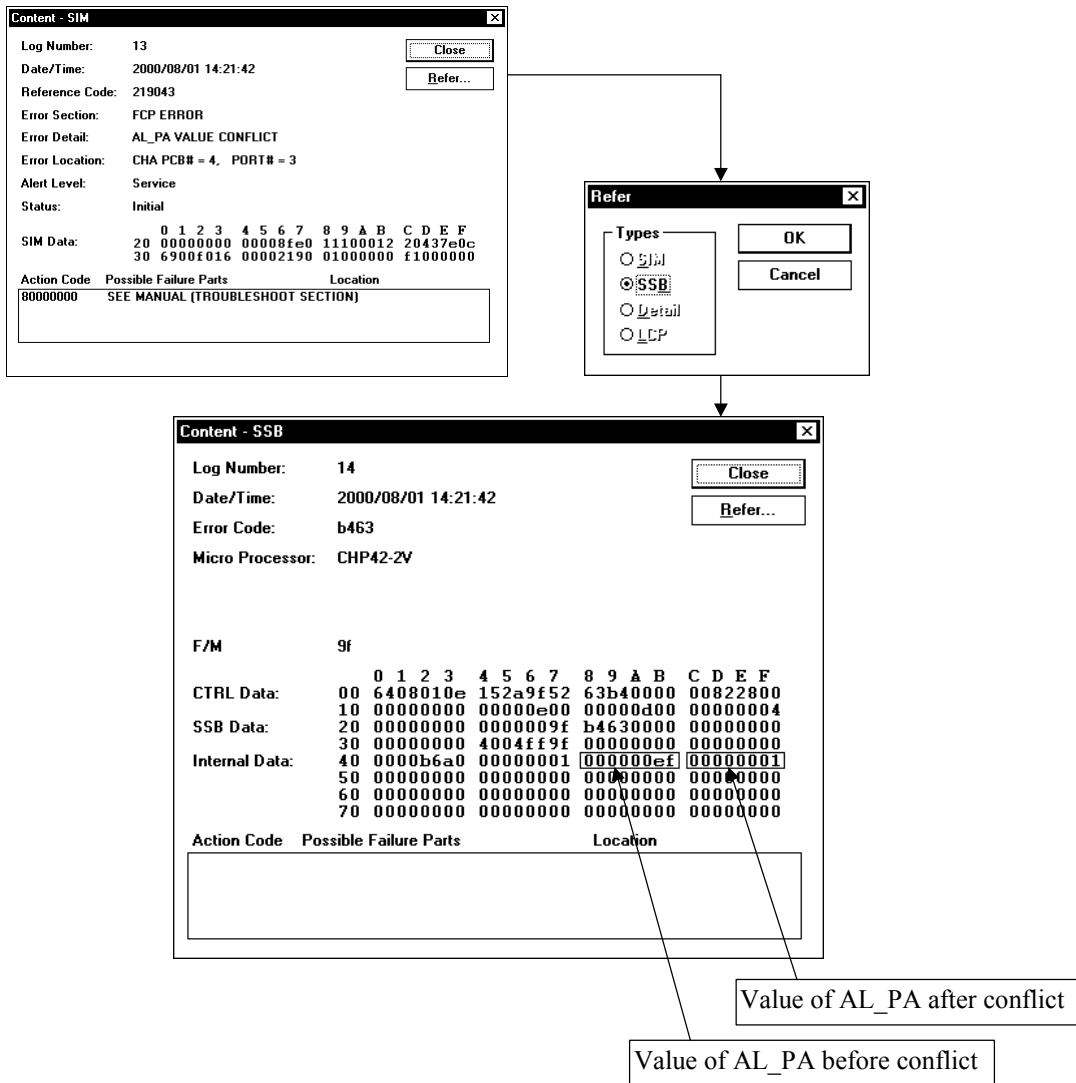 Content - SIM
Log Number: 13
Close
Date/Time: 2000/08/01 14:21:42
Refer...
Reference Code: 219043
Error Section: FCP ERROR
Error Detail: AL_PA VALUE CONFLICT
Error Location: CHA PCB# = 4, PORT# = 3
Alert Level: Service
Status: Initial
0 1 2 3 4 5 6 7 8 9 A B C D E F
SIM Data: 20 00000000 00008fe0 11100012 20437e0c
30 6900f016 00002190 01000000 f1000000
Action Code Possible Failure Parts Location
80000000 SEE MANUAL (TROUBLESHOOT SECTION)
Refer
Types
SIM
SSB
Detail
LCP
OK
Cancel
Content - SSB
Log Number: 14
Close
Date/Time: 2000/08/01 14:21:42
Refer...
Error Code: b463
Micro Processor: CHP42-2V
F/M 9f
0 1 2 3 4 5 6 7 8 9 A B C D E F
CTRL Data: 00 6408010e 152a9f52 63b40000 00822800
10 00000000 00000e00 00000d00 00000004
SSB Data: 20 00000000 0000009f b4630000 00000000
30 00000000 4004ff9f 00000000 00000000
Internal Data: 40 0000b6a0 00000001 000000ef 00000001
50 00000000 00000000 00000000 00000000
60 00000000 00000000 00000000 00000000
70 00000000 00000000 00000000 00000000
Action Code Possible Failure Parts Location
Value of AL_PA after conflict
Value of AL_PA before conflict